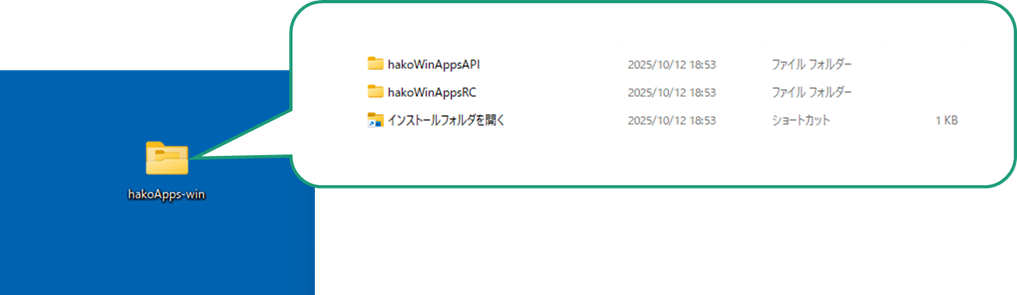 hakoWinAppsAPI 2025/10/12 18:53 ファイル フォルダー
hakoWinAppsRC 2025/10/12 18:53 ファイル フォルダー
インストールフォルダを開く 2025/10/12 18:53 ショートカット 1 KB
hakoApps-win